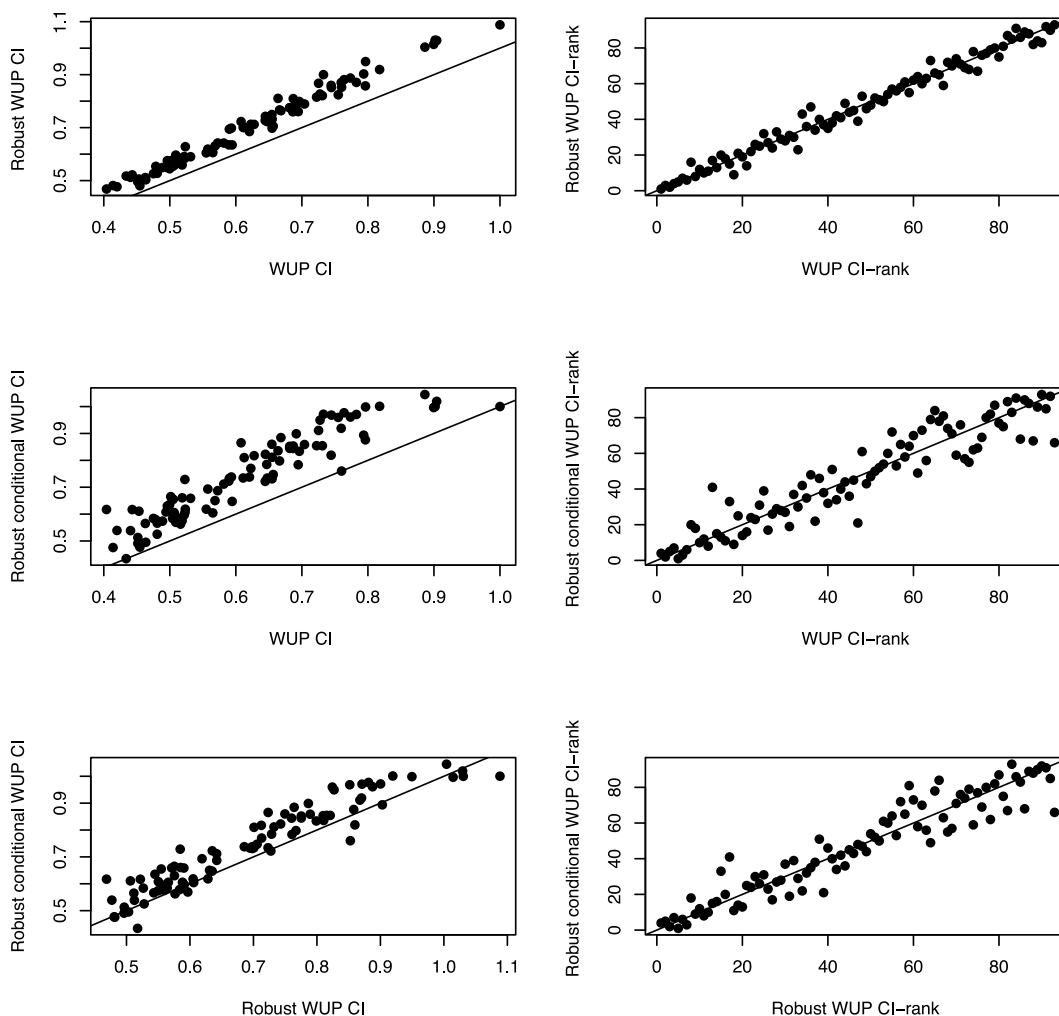 Robust WUP CI
1.1
0.9
0.7
0.5
0.4 0.5 0.6 0.7 0.8 0.9 1.0
WUP CI
Robust WUP CI−rank
80
60
40
20
0
0 20 40 60 80
WUP CI−rank
Robust conditional WUP CI
0.9
0.7
0.5
0.4 0.5 0.6 0.7 0.8 0.9 1.0
WUP CI
Robust conditional WUP CI−rank
80
60
40
20
0
0 20 40 60 80
WUP CI−rank
Robust conditional WUP CI
0.9
0.7
0.5
0.5 0.6 0.7 0.8 0.9 1.0 1.1
Robust WUP CI
Robust conditional WUP CI−rank
80
60
40
20
0
0 20 40 60 80
Robust WUP CI−rank